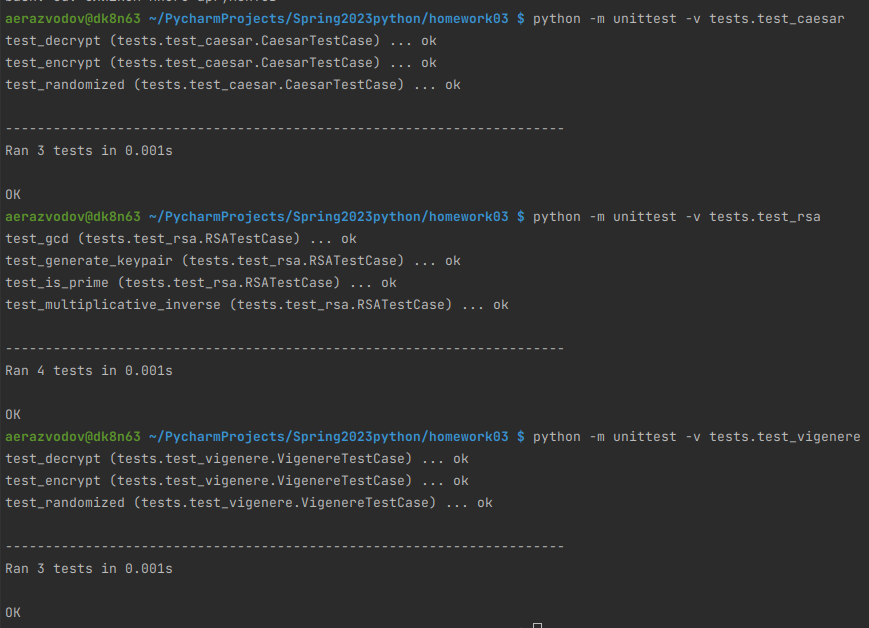 aerazvodov@dk8n63 ~/PycharmProjects/Spring2023python/homework03 $ python -m unittest -v tests.test_caesar
test_decrypt (tests.test_caesar.CaesarTestCase) ... ok
test_encrypt (tests.test_caesar.CaesarTestCase) ... ok
test_randomized (tests.test_caesar.CaesarTestCase) ... ok
----------------------------------------------------------------------
Ran 3 tests in 0.001s
OK
aerazvodov@dk8n63 ~/PycharmProjects/Spring2023python/homework03 $ python -m unittest -v tests.test_rsa
test_gcd (tests.test_rsa.RSATestCase) ... ok
test_generate_keypair (tests.test_rsa.RSATestCase) ... ok
test_is_prime (tests.test_rsa.RSATestCase) ... ok
test_multiplicative_inverse (tests.test_rsa.RSATestCase) ... ok
----------------------------------------------------------------------
Ran 4 tests in 0.001s
OK
aerazvodov@dk8n63 ~/PycharmProjects/Spring2023python/homework03 $ python -m unittest -v tests.test_vigenere
test_decrypt (tests.test_vigenere.VigenereTestCase) ... ok
test_encrypt (tests.test_vigenere.VigenereTestCase) ... ok
test_randomized (tests.test_vigenere.VigenereTestCase) ... ok
----------------------------------------------------------------------
Ran 3 tests in 0.001s
OK